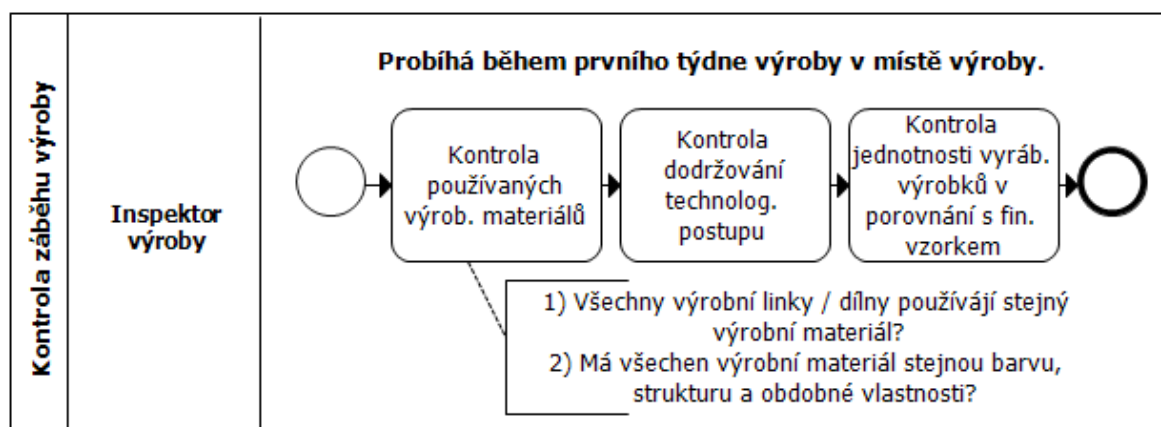 Kontrola záběhu výroby
Inspektor
výroby
Probíhá během prvního týdne výroby v místě výroby.
Kontrola
používaných
výrob. materiálů
Kontrola
dodržování
technolog.
postupu
Kontrola
jednotnosti vyráb.
výrobků v
porovnání s fin.
vzorkem
1) Všechny výrobní linky / dílny používájí stejný
výrobní materiál?
2) Má všechen výrobní materiál stejnou barvu,
strukturu a obdobné vlastnosti?